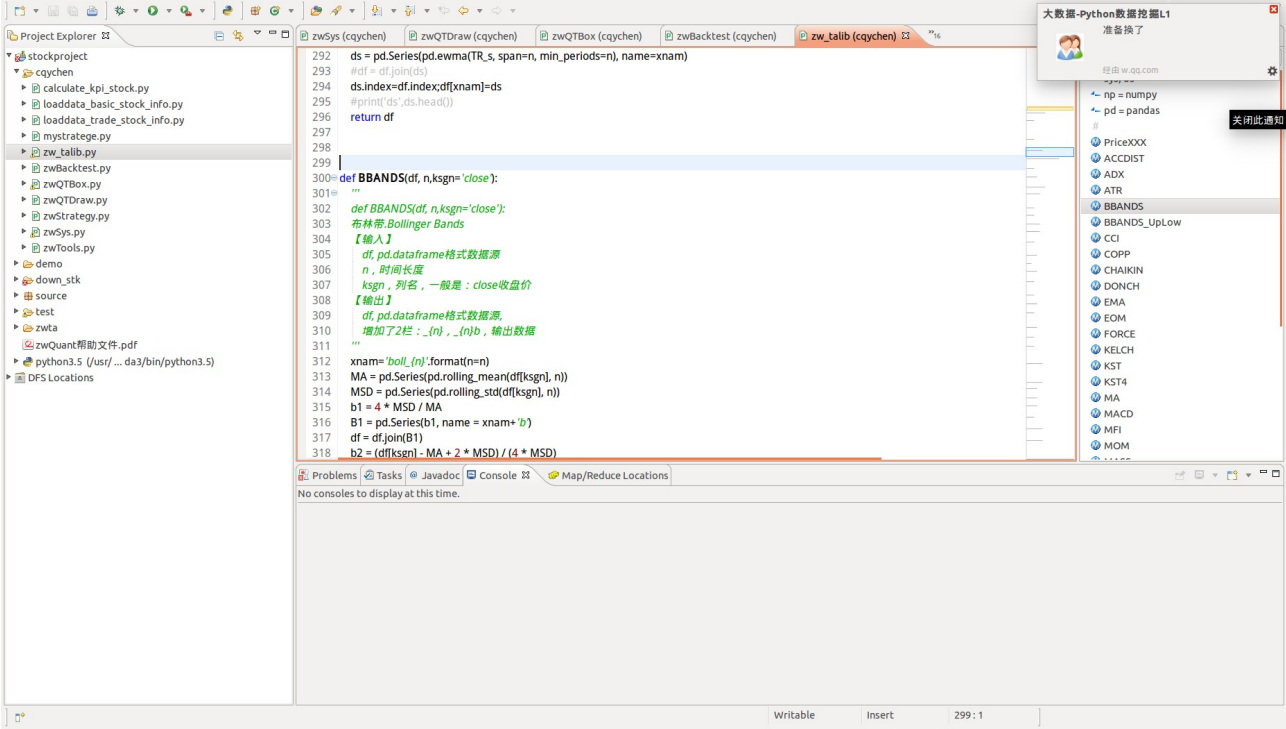 Project Explorer
stockproject
cqychen
calculate_kpi_stock.py
loaddata_basic_stock_info.py
loaddata_trade_stock_info.py
mystratege.py
zw_talib.py
zwBacktest.py
zwQTBox.py
zwQTDraw.py
zwStrategy.py
zwSys.py
zwTools.py
demo
down_stk
source
test
zwta
zwQuant帮助文件.pdf
python3.5 (/usr/ ... da3/bin/python3.5)
DFS Locations
zwSys (cqychen)
zwQTDraw (cqychen)
zwQTBox (cqychen)
zwBacktest (cqychen)
zw_talib (cqychen)
16
292 ds = pd.Series(pd.ewma(TR_s, span=n, min_periods=n), name=xnam)
293 #df = df.join(ds)
294 ds.index=df.index;df[xnam]=ds
295 #print('ds',ds.head())
296 return df
297
298
299
300 def BBANDS(df, n,ksgn='close'):
301 '''
302 def BBANDS(df, n,ksgn='close'):
303 布林带.Bollinger Bands
304 【输入】
305 df, pd.dataframe格式数据源
306 n，时间长度
307 ksgn，列名，一般是：close收盘价
308 【输出】
309 df, pd.dataframe格式数据源,
310 增加了2栏：_{n}，_{n}b，输出数据
311 '''
312 xnam='boll_{n}'.format(n=n)
313 MA = pd.Series(pd.rolling_mean(df[ksgn], n))
314 MSD = pd.Series(pd.rolling_std(df[ksgn], n))
315 b1 = 4 * MSD / MA
316 B1 = pd.Series(b1, name = xnam+'b')
317 df = df.join(B1)
318 b2 = (df[ksgn] - MA + 2 * MSD) / (4 * MSD)
大数据-Python数据挖掘L1
准备换了
经由 w.qq.com
关闭此通知
np = numpy
pd = pandas
#
PriceXXX
ACCDIST
ADX
ATR
BBANDS
BBANDS_UpLow
CCI
COPP
CHAIKIN
DONCH
EMA
EOM
FORCE
KELCH
KST
KST4
MA
MACD
MFI
MOM
Problems
Tasks
Javadoc
Console
Map/Reduce Locations
No consoles to display at this time.
Writable
Insert
299 : 1